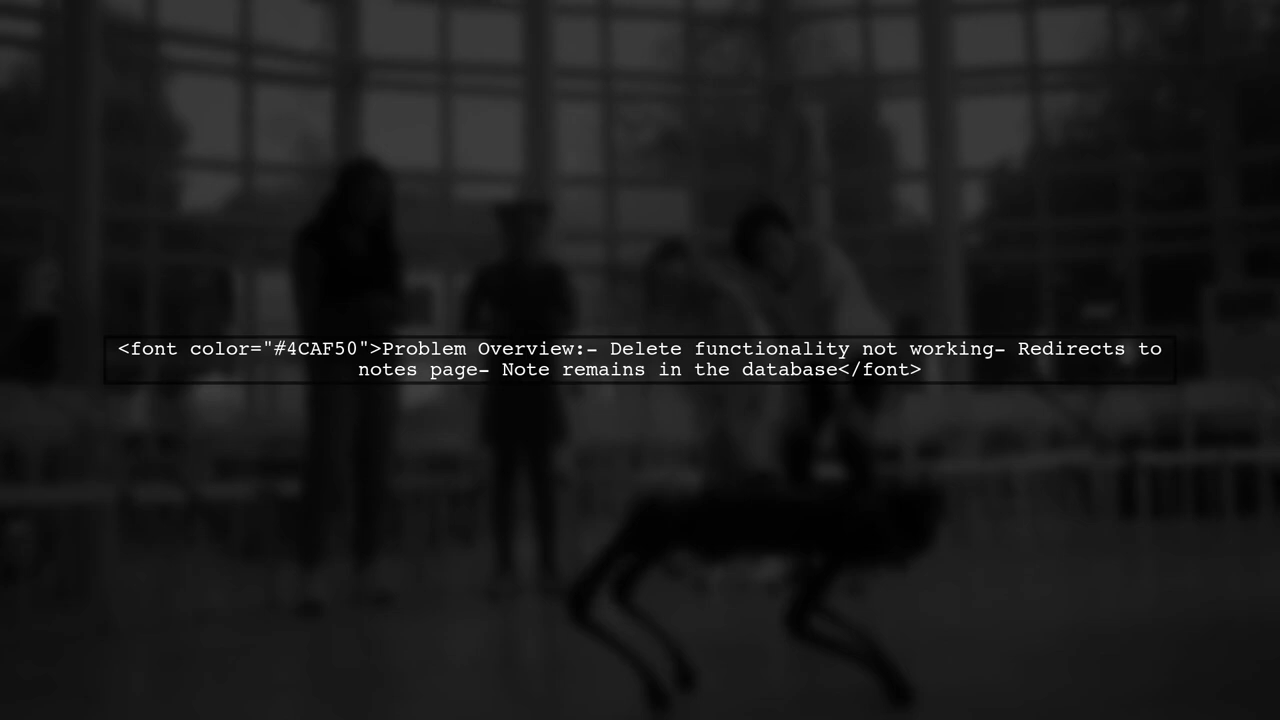 <font color="#4CAF50">Problem Overview:- Delete functionality not working- Redirects to
notes page- Note remains in the database</font>